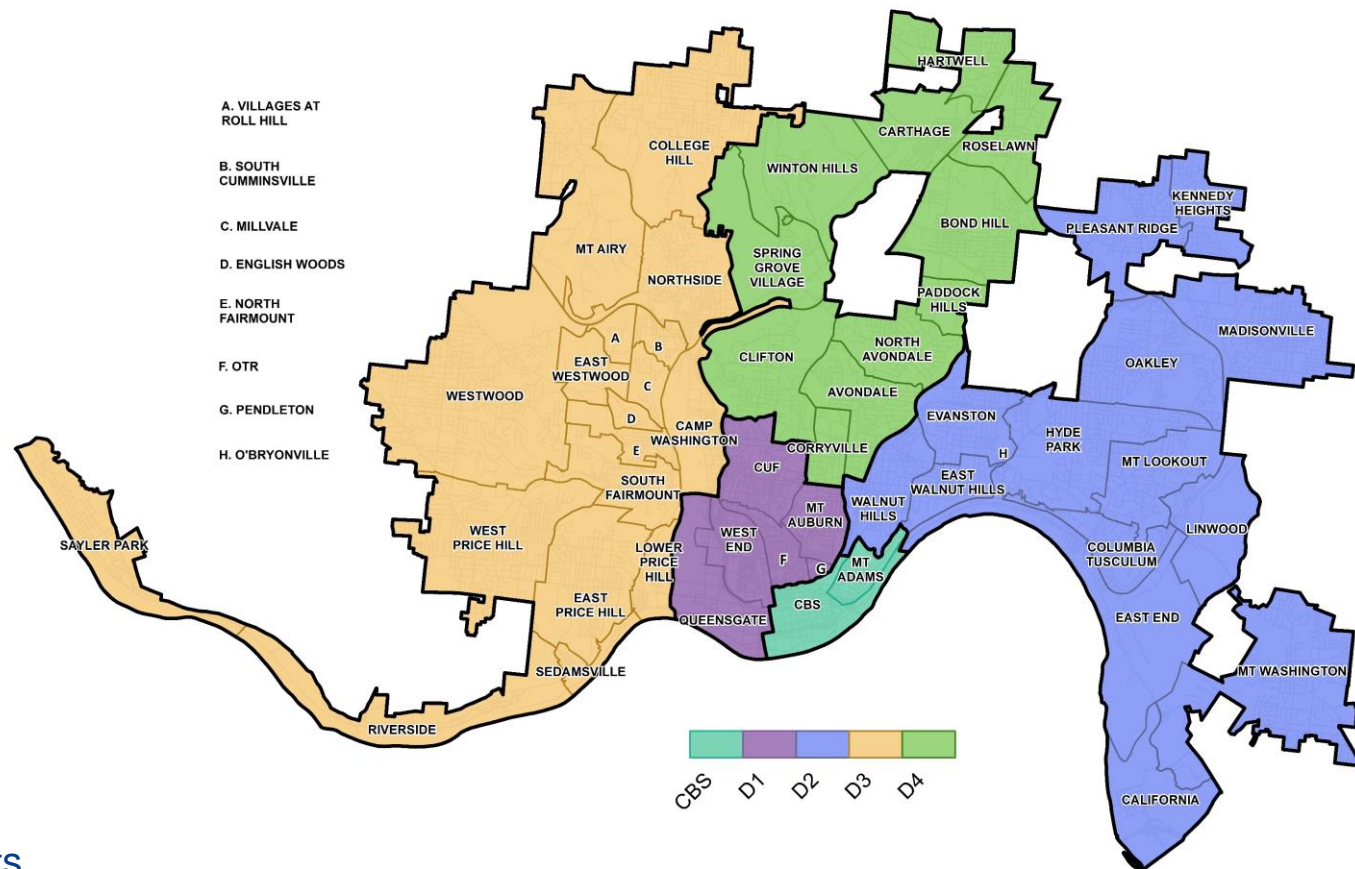 A. VILLAGES AT
ROLL HILL
B. SOUTH
CUMMINSVILLE
C. MILLVALE
D. ENGLISH WOODS
E. NORTH
FAIRMOUNT
F. OTR
G. PENDLETON
H. O'BRYONVILLE
HARTWELL
CARTHAGE
ROSELAWN
COLLEGE
HILL
WINTON HILLS
KENNEDY
HEIGHTS
PLEASANT RIDGE
BOND HILL
MT AIRY
SPRING
GROVE
VILLAGE
NORTHSIDE
PADDOCK
HILLS
MADISONVILLE
A
B
NORTH
AVONDALE
CLIFTON
OAKLEY
EAST
WESTWOOD
C
WESTWOOD
AVONDALE
D
EVANSTON
CAMP
WASHINGTON
HYDE
PARK
E
CORRYVILLE
H
CUF
MT LOOKOUT
EAST
WALNUT HILLS
SOUTH
FAIRMOUNT
WALNUT
HILLS
MT
AUBURN
LINWOOD
WEST
PRICE HILL
WEST
END
SAYLER PARK
LOWER
PRICE
HILL
F
G
MT
ADAMS
COLUMBIA
TUSCULUM
EAST
PRICE HILL
CBS
QUEENSGATE
EAST END
SEDAMSVILLE
MT WASHINGTON
RIVERSIDE
CBS
D1
D2
D3
D4
CALIFORNIA